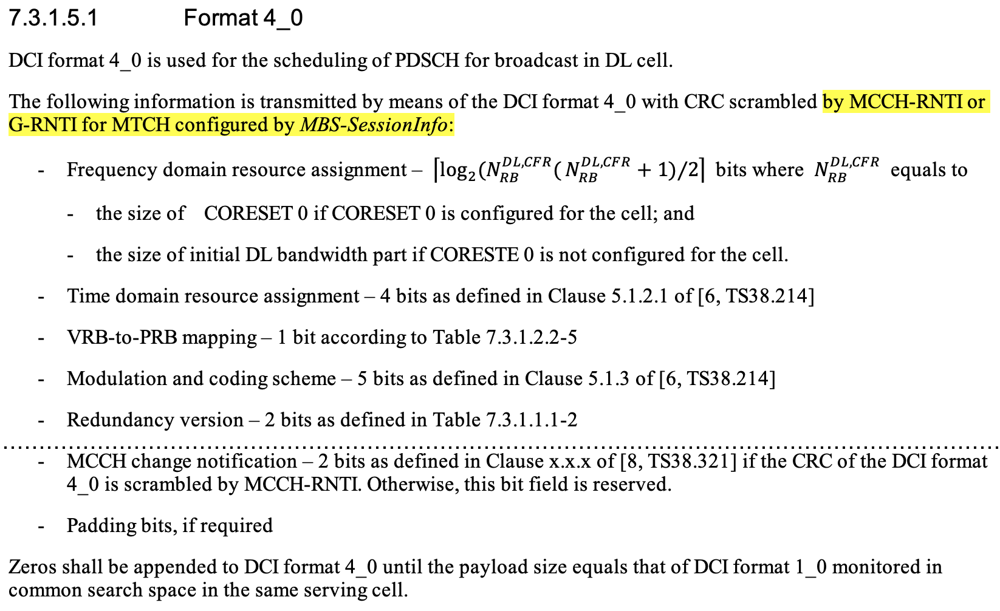 7.3.1.5.1 Format 4_0
DCI format 4_0 is used for the scheduling of PDSCH for broadcast in DL cell.
The following information is transmitted by means of the DCI format 4_0 with CRC scrambled by MCCH-RNTI or
G-RNTI for MTCH configured by MBS-SessionInfo:
- Frequency domain resource assignment – ⌈log₂(N_RB^DL,CFR(N_RB^DL,CFR + 1)/2⌉ bits where N_RB^DL,CFR equals to
- the size of CORESET 0 if CORESET 0 is configured for the cell; and
- the size of initial DL bandwidth part if CORESTE 0 is not configured for the cell.
- Time domain resource assignment – 4 bits as defined in Clause 5.1.2.1 of [6, TS38.214]
- VRB-to-PRB mapping – 1 bit according to Table 7.3.1.2.2-5
- Modulation and coding scheme – 5 bits as defined in Clause 5.1.3 of [6, TS38.214]
- Redundancy version – 2 bits as defined in Table 7.3.1.1.1-2
- MCCH change notification – 2 bits as defined in Clause x.x.x of [8, TS38.321] if the CRC of the DCI format
4_0 is scrambled by MCCH-RNTI. Otherwise, this bit field is reserved.
- Padding bits, if required
Zeros shall be appended to DCI format 4_0 until the payload size equals that of DCI format 1_0 monitored in
common search space in the same serving cell.